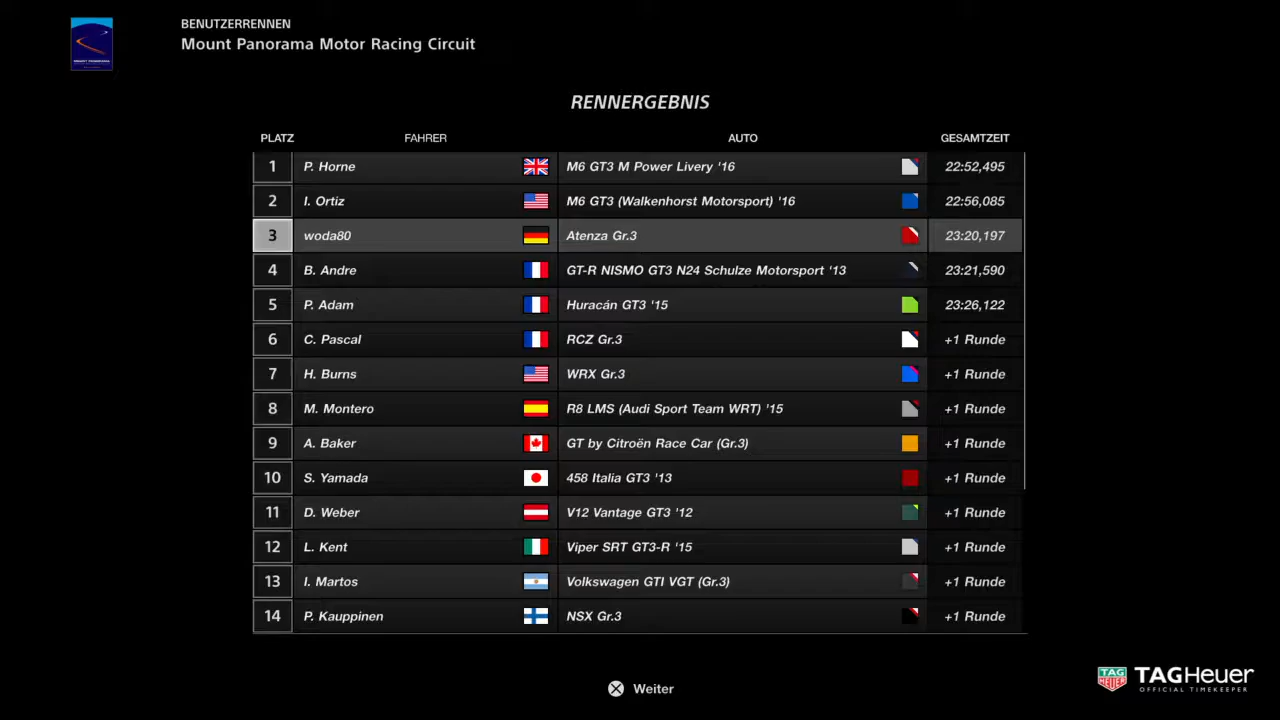 BENUTZERRENNEN
Mount Panorama Motor Racing Circuit
RENNERGEBNIS
PLATZ FAHRER AUTO GESAMTZEIT
1 P. Horne M6 GT3 M Power Livery '16 22:52,495
2 I. Ortiz M6 GT3 (Walkenhorst Motorsport) '16 22:56,085
3 woda80 Atenza Gr.3 23:20,197
4 B. Andre GT-R NISMO GT3 N24 Schulze Motorsport '13 23:21,590
5 P. Adam Huracán GT3 '15 23:26,122
6 C. Pascal RCZ Gr.3 +1 Runde
7 H. Burns WRX Gr.3 +1 Runde
8 M. Montero R8 LMS (Audi Sport Team WRT) '15 +1 Runde
9 A. Baker GT by Citroën Race Car (Gr.3) +1 Runde
10 S. Yamada 458 Italia GT3 '13 +1 Runde
11 D. Weber V12 Vantage GT3 '12 +1 Runde
12 L. Kent Viper SRT GT3-R '15 +1 Runde
13 I. Martos Volkswagen GTI VGT (Gr.3) +1 Runde
14 P. Kauppinen NSX Gr.3 +1 Runde
Weiter
TAG HEUER TAGHeuer
OFFICIAL TIMEKEEPER